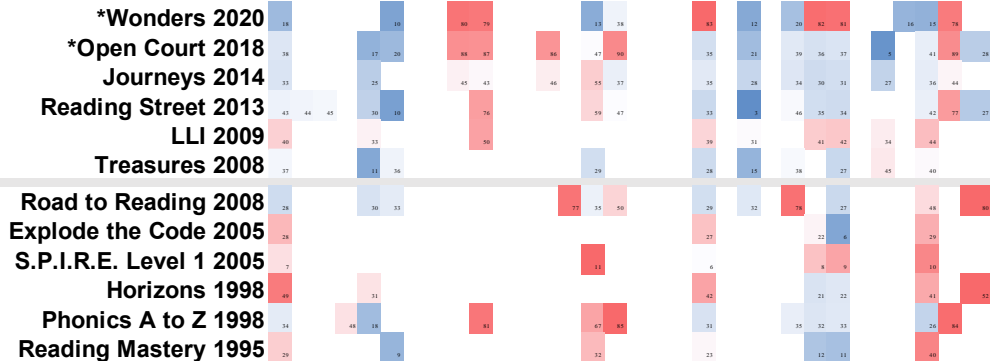 *Wonders 2020 18 10 80 79 13 38 83 12 20 82 81 16 15 78
*Open Court 2018 38 17 20 88 87 86 47 90 35 21 39 36 37 5 41 89 28
Journeys 2014 33 25 45 43 46 55 37 35 28 34 30 31 27 36 44
Reading Street 2013 43 44 45 30 10 76 59 47 33 3 46 35 34 42 77 27
LLI 2009 40 33 50 39 31 41 42 34 44
Treasures 2008 37 11 36 29 28 15 38 27 45 40
Road to Reading 2008 28 30 33 77 35 50 29 32 78 27 48 80
Explode the Code 2005 28 27 22 6 29
S.P.I.R.E. Level 1 2005 7 11 6 8 9 10
Horizons 1998 49 31 42 21 22 41 52
Phonics A to Z 1998 34 48 18 81 67 85 31 35 32 33 26 84
Reading Mastery 1995 29 9 32 23 12 11 40